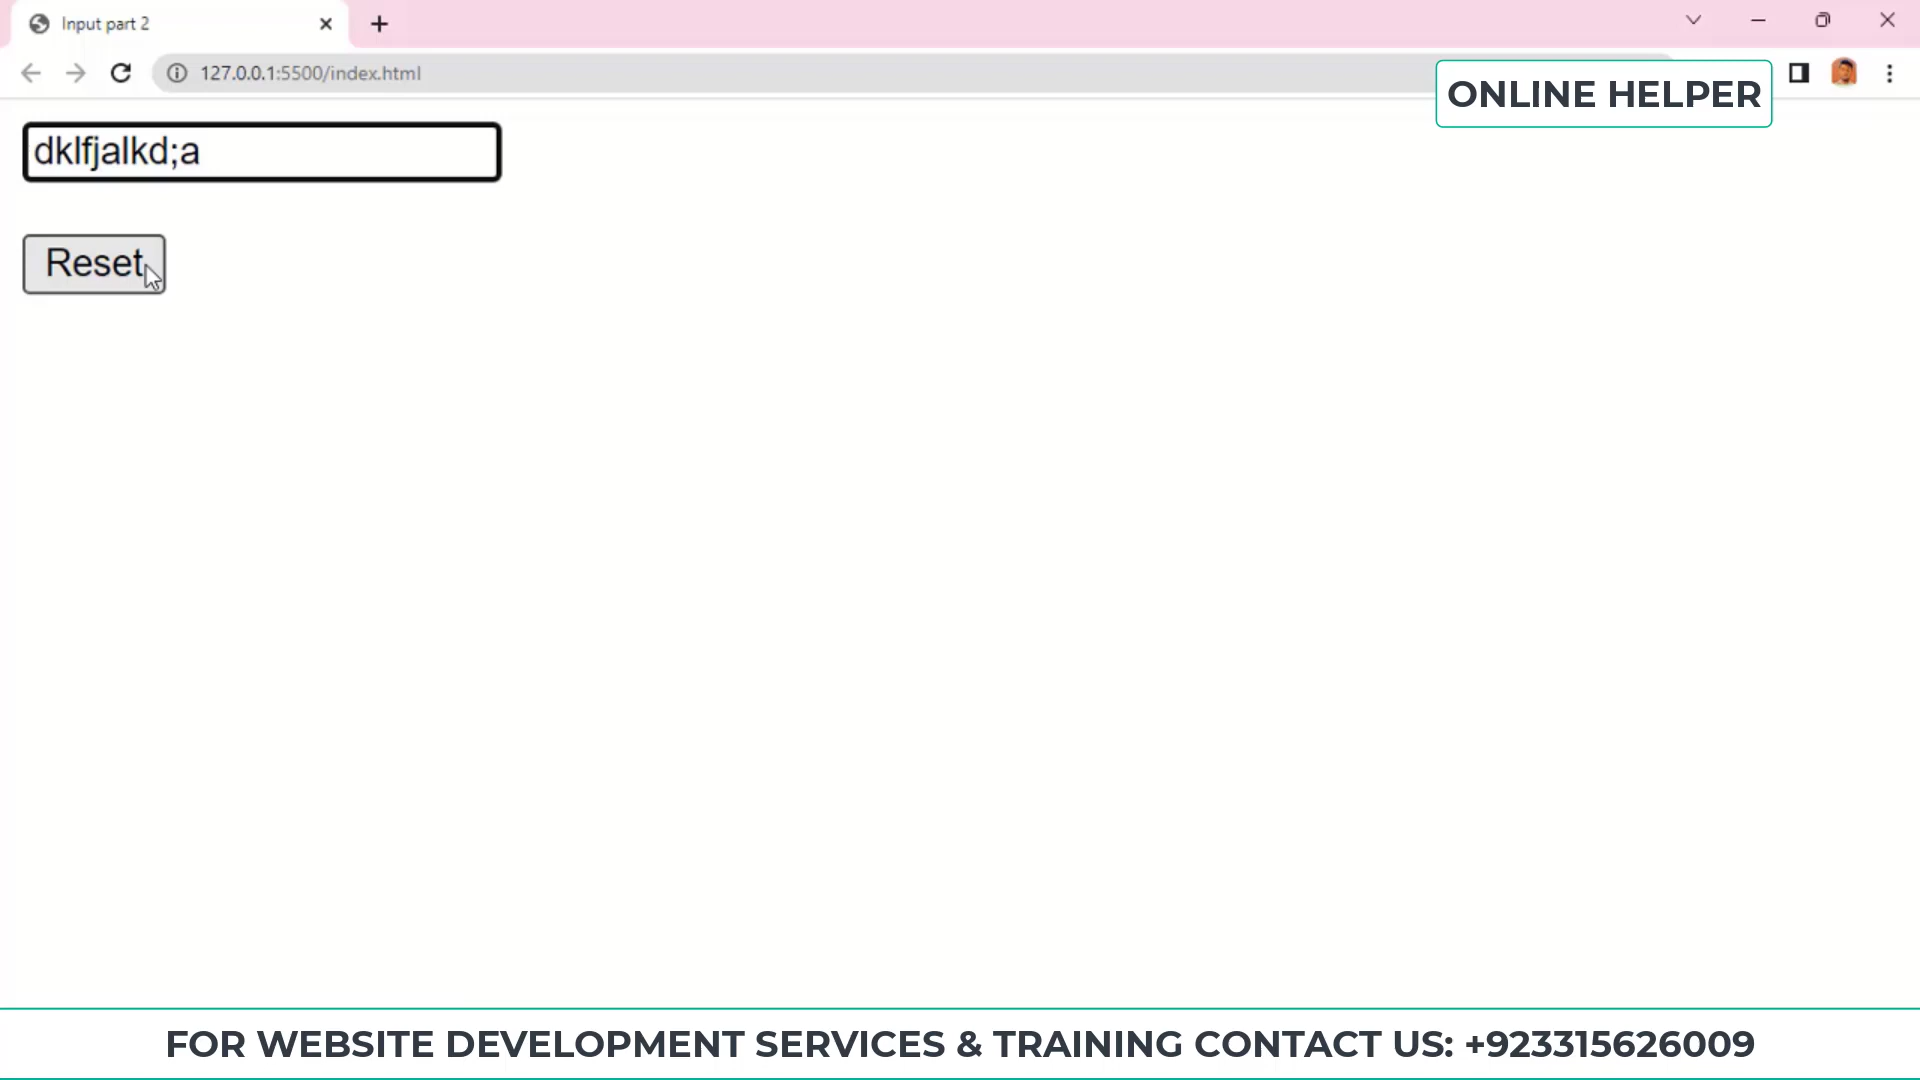 Input part 2
127.0.0.1:5500/index.html
ONLINE HELPER
dklfjalkd;a
Reset
FOR WEBSITE DEVELOPMENT SERVICES & TRAINING CONTACT US: +923315626009